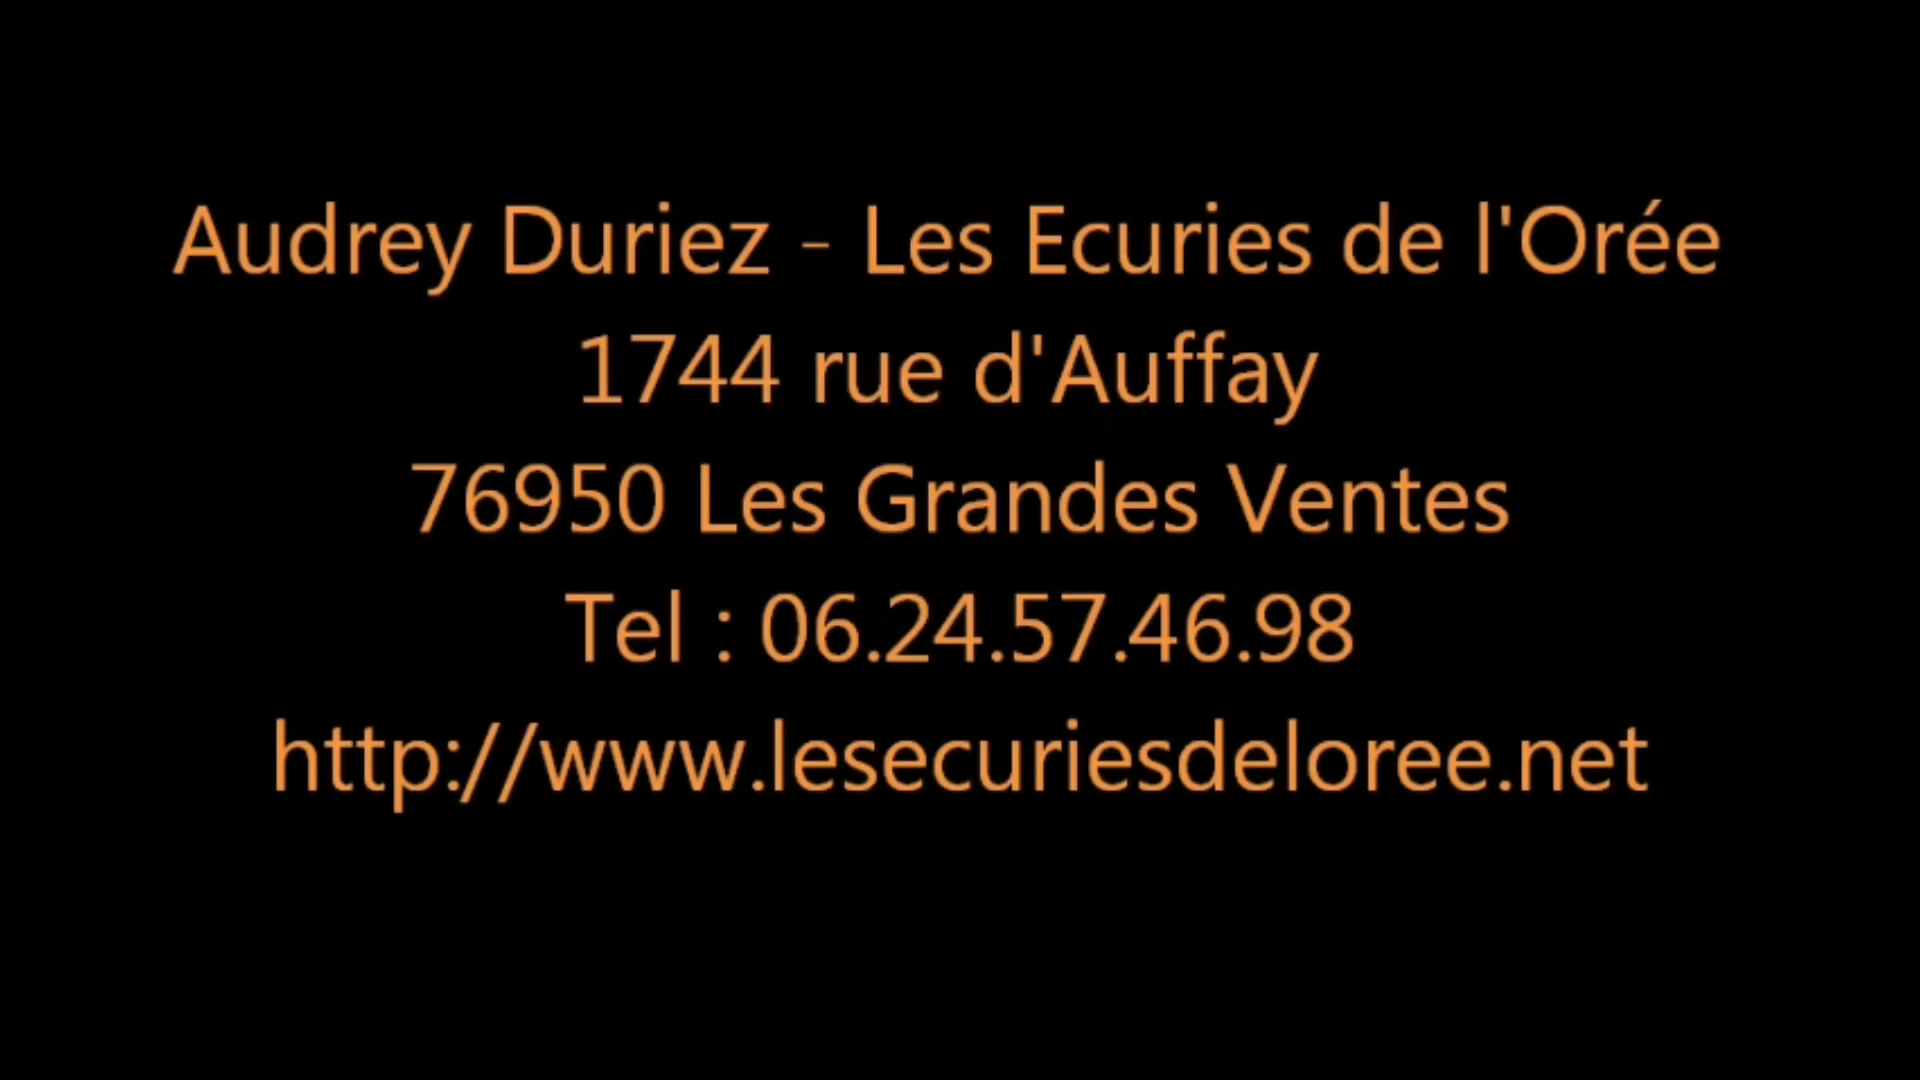 Audrey Duriez - Les Ecuries de l'Orée
1744 rue d'Auffay
76950 Les Grandes Ventes
Tel : 06.24.57.46.98
http://www.lesecuriesdeloree.net